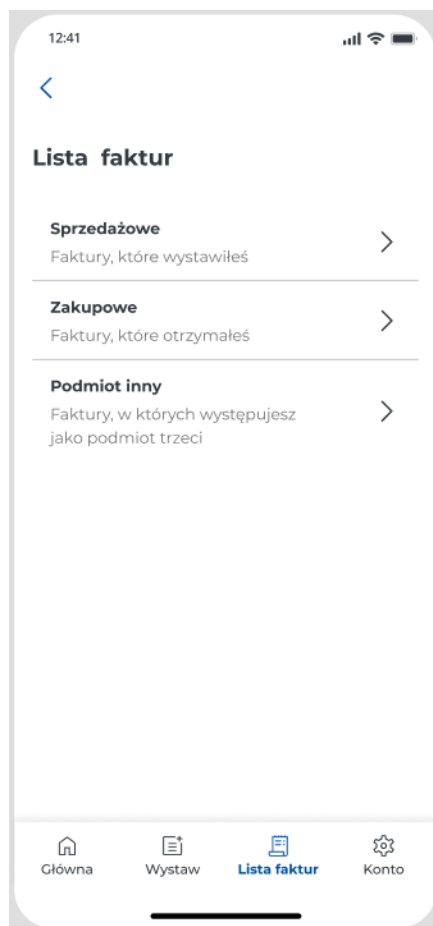 12:41
Lista faktur
Sprzedażowe
Faktury, które wystawiłeś
Zakupowe
Faktury, które otrzymałeś
Podmiot inny
Faktury, w których występujesz
jako podmiot trzeci
Główna
Wystaw
Lista faktur
Konto